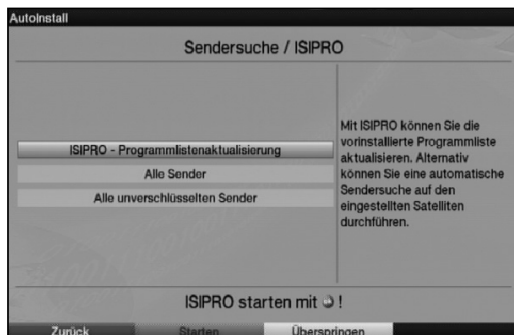 AutoInstall
Sendersuche / ISIPRO
ISIPRO - Programmlistenaktualisierung
Alle Sender
Alle unverschlüsselten Sender
Mit ISIPRO können Sie die
vorinstallierte Programmliste
aktualisieren. Alternativ
können Sie eine automatische
Sendersuche auf den
eingestellten Satelliten
durchführen.
ISIPRO starten mit !
Zurück Starten Überspringen